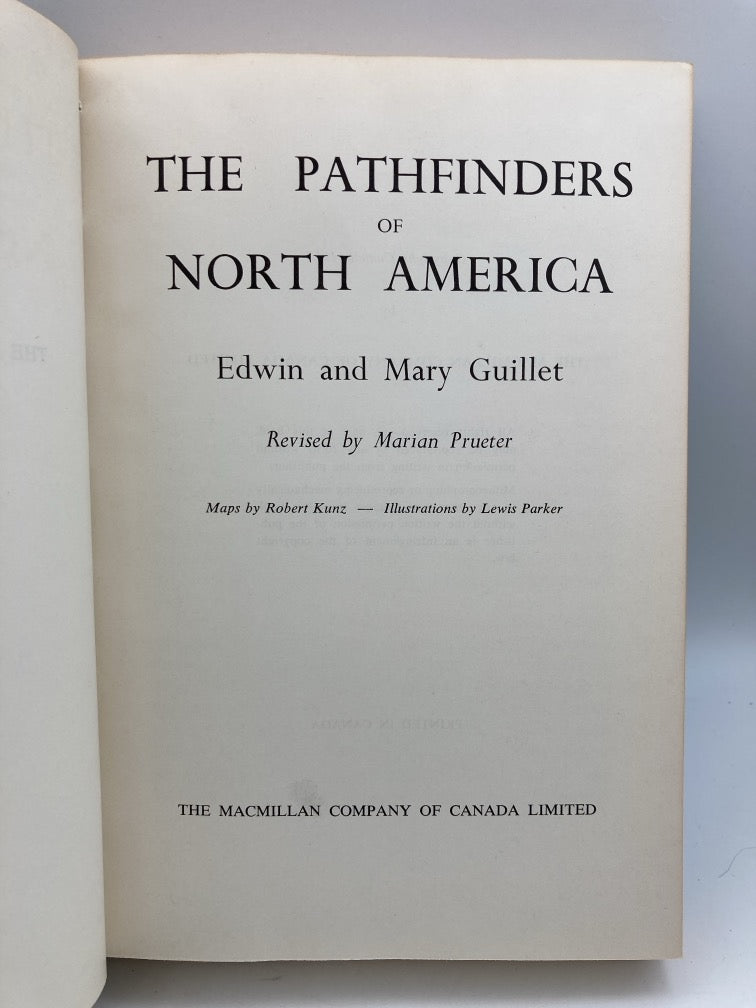 THE PATHFINDERS
OF
NORTH AMERICA
Edwin and Mary Guillet
Revised by Marian Prueter
Maps by Robert Kunz — Illustrations by Lewis Parker
THE MACMILLAN COMPANY OF CANADA LIMITED